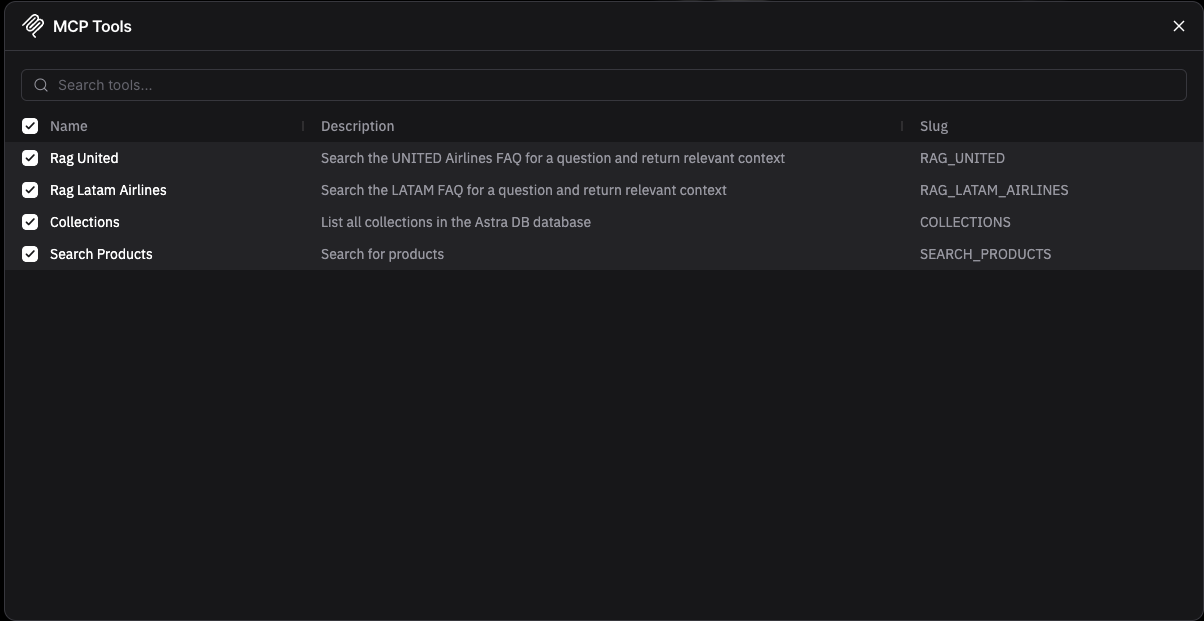 MCP Tools
Search tools...
Name Description Slug
Rag United Search the UNITED Airlines FAQ for a question and return relevant context RAG_UNITED
Rag Latam Airlines Search the LATAM FAQ for a question and return relevant context RAG_LATAM_AIRLINES
Collections List all collections in the Astra DB database COLLECTIONS
Search Products Search for products SEARCH_PRODUCTS